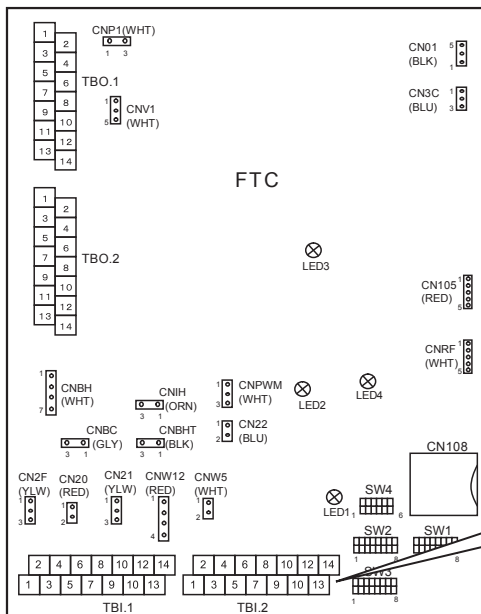 CNP1(WHT)
1 3
1
2
3
4
5
6
7
8
9
10
11
12
13
14
TBO.1
1
5
CNV1
(WHT)
CN01
(BLK)
5
1
CN3C
(BLU)
1
3
FTC
1
2
3
4
5
6
7
8
9
10
11
12
13
14
TBO.2
LED3
CN105
(RED)
1
5
CNRF
(WHT)
1
5
1
7
CNBH
(WHT)
CNIH
(ORN)
3 1
CNPWM
(WHT)
1
3
LED2
LED4
CNBC
(GLY)
3 1
CNBHT
(BLK)
3 1
CN22
(BLU)
1
2
CN108
CN2F
(YLW)
1
3
CN20
(RED)
1
2
CN21
(YLW)
1
3
CNW12
(RED)
1
4
CNW5
(WHT)
1
2
LED1
SW4
1 6
SW2
1 8
SW1
8
SW3
1 8
2 4 6 8 10 12 14
1 3 5 7 9 11 13
TBI.1
2 4 6 8 10 12 14
1 3 5 7 9 11 13
TBI.2